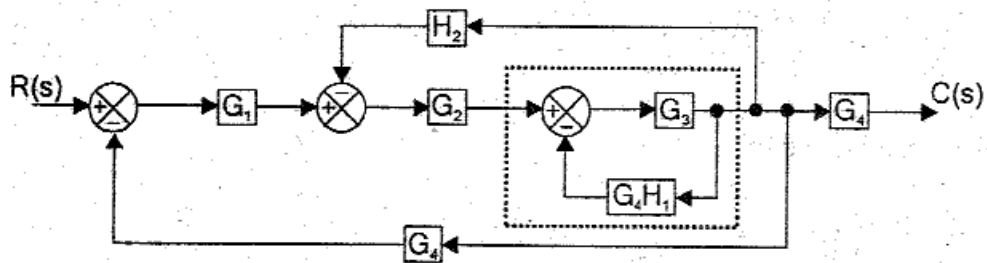 H₂
R(s) + − G₁ + − G₂ + − G₃ G₄ C(s)
G₄H₁
G₄